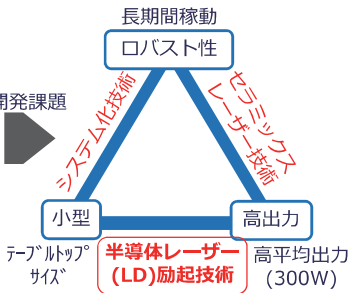 長期間稼動
ロバスト性
開発課題
システム化技術
セラミックス
レーザー技術
小型
高出力
ﾃｰﾌﾞﾙﾄｯﾌﾟ
ｻｲｽﾞ
半導体レーザー
(LD)励起技術
高平均出力
(300W)